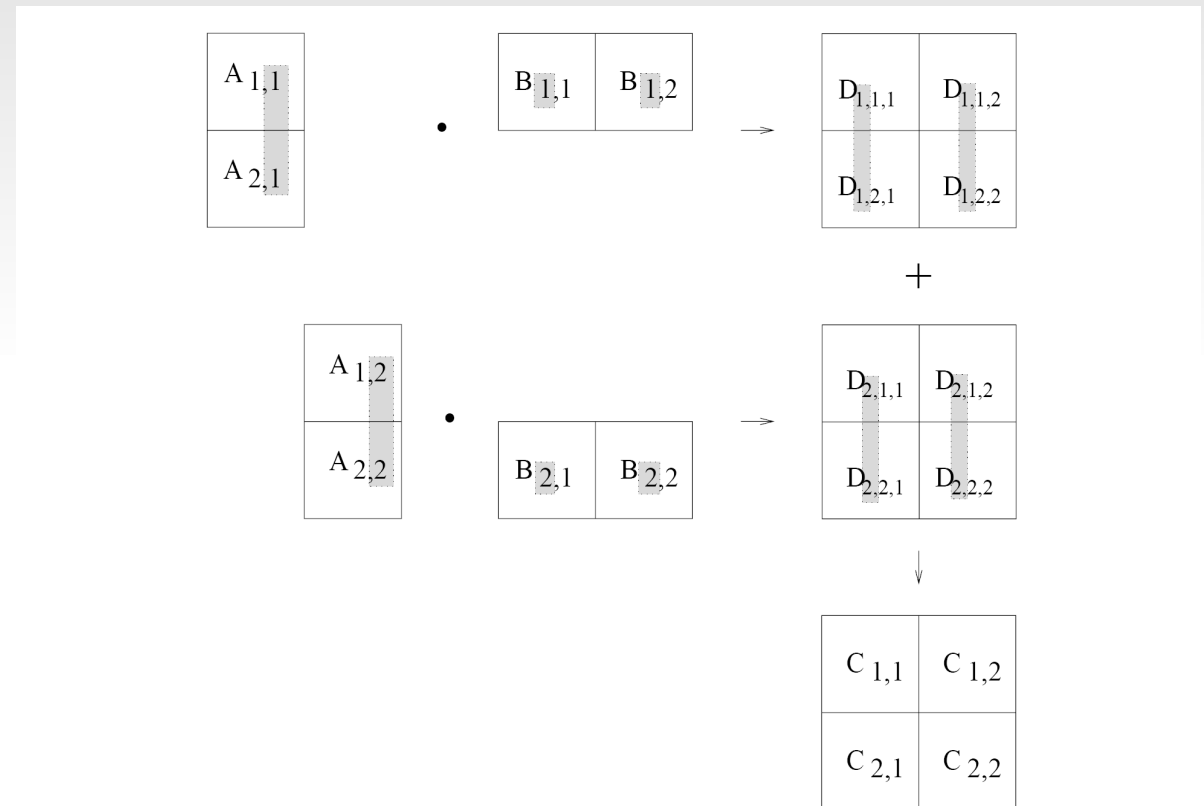 A 1,1 • B 1,1 B 1,2 → D1,1,1 D1,1,2
A 2,1 D1,2,1 D1,2,2
+
A 1,2 • → D2,1,1 D2,1,2
A 2,2 B 2,1 B 2,2 D2,2,1 D2,2,2
↓
C 1,1 C 1,2
C 2,1 C 2,2